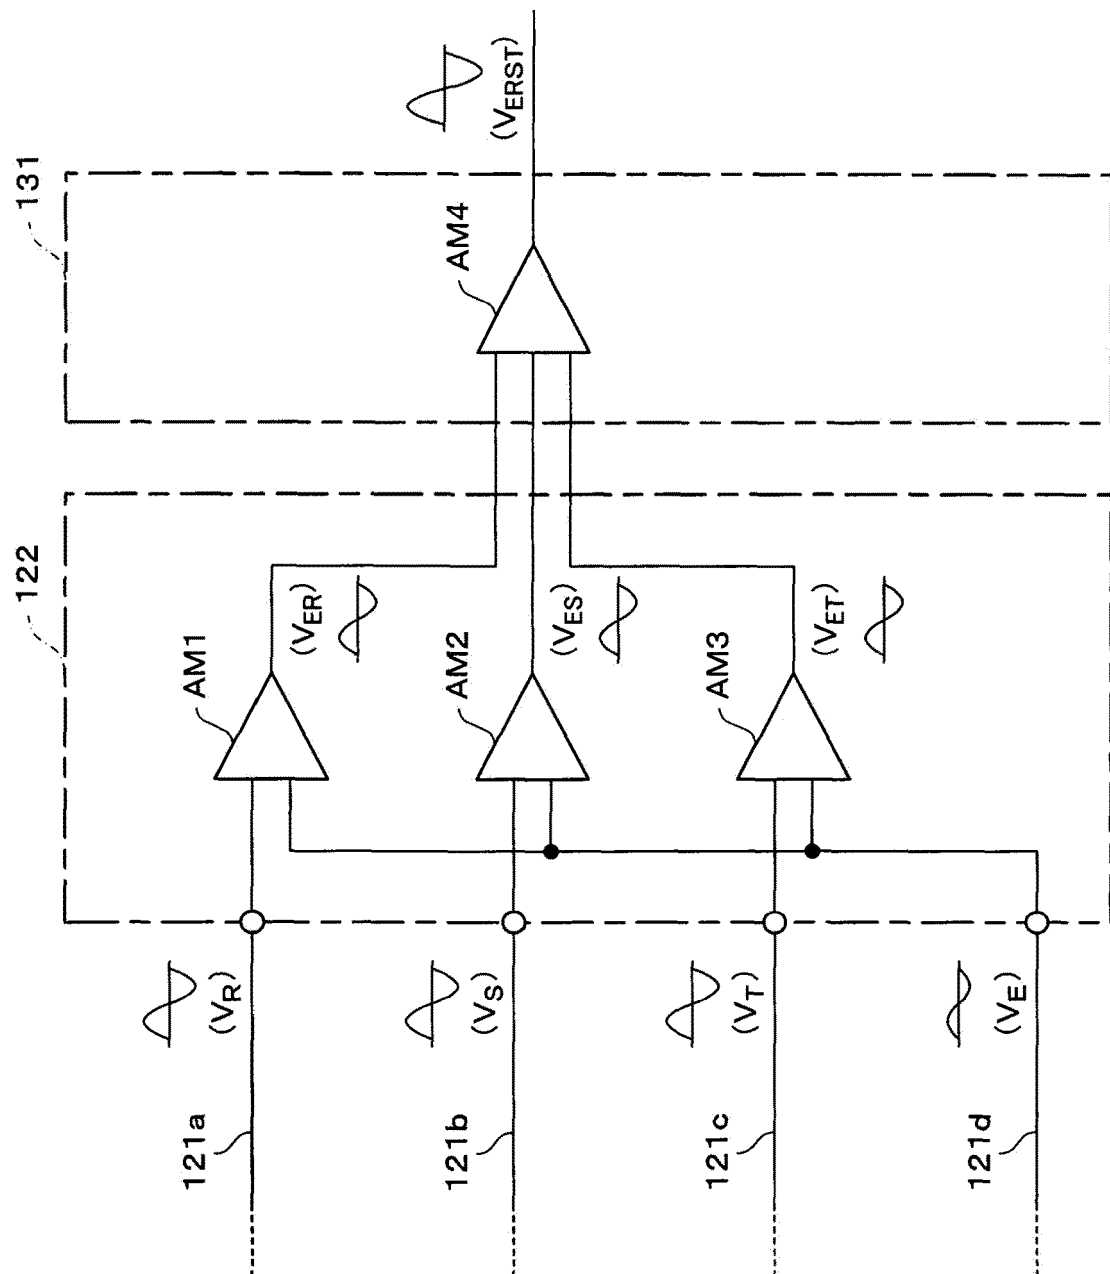 131
122
AM4
(VERST)
AM1
(VER)
AM2
(VES)
AM3
(VET)
121a
(VR)
121b
(VS)
121c
(VT)
121d
(VE)